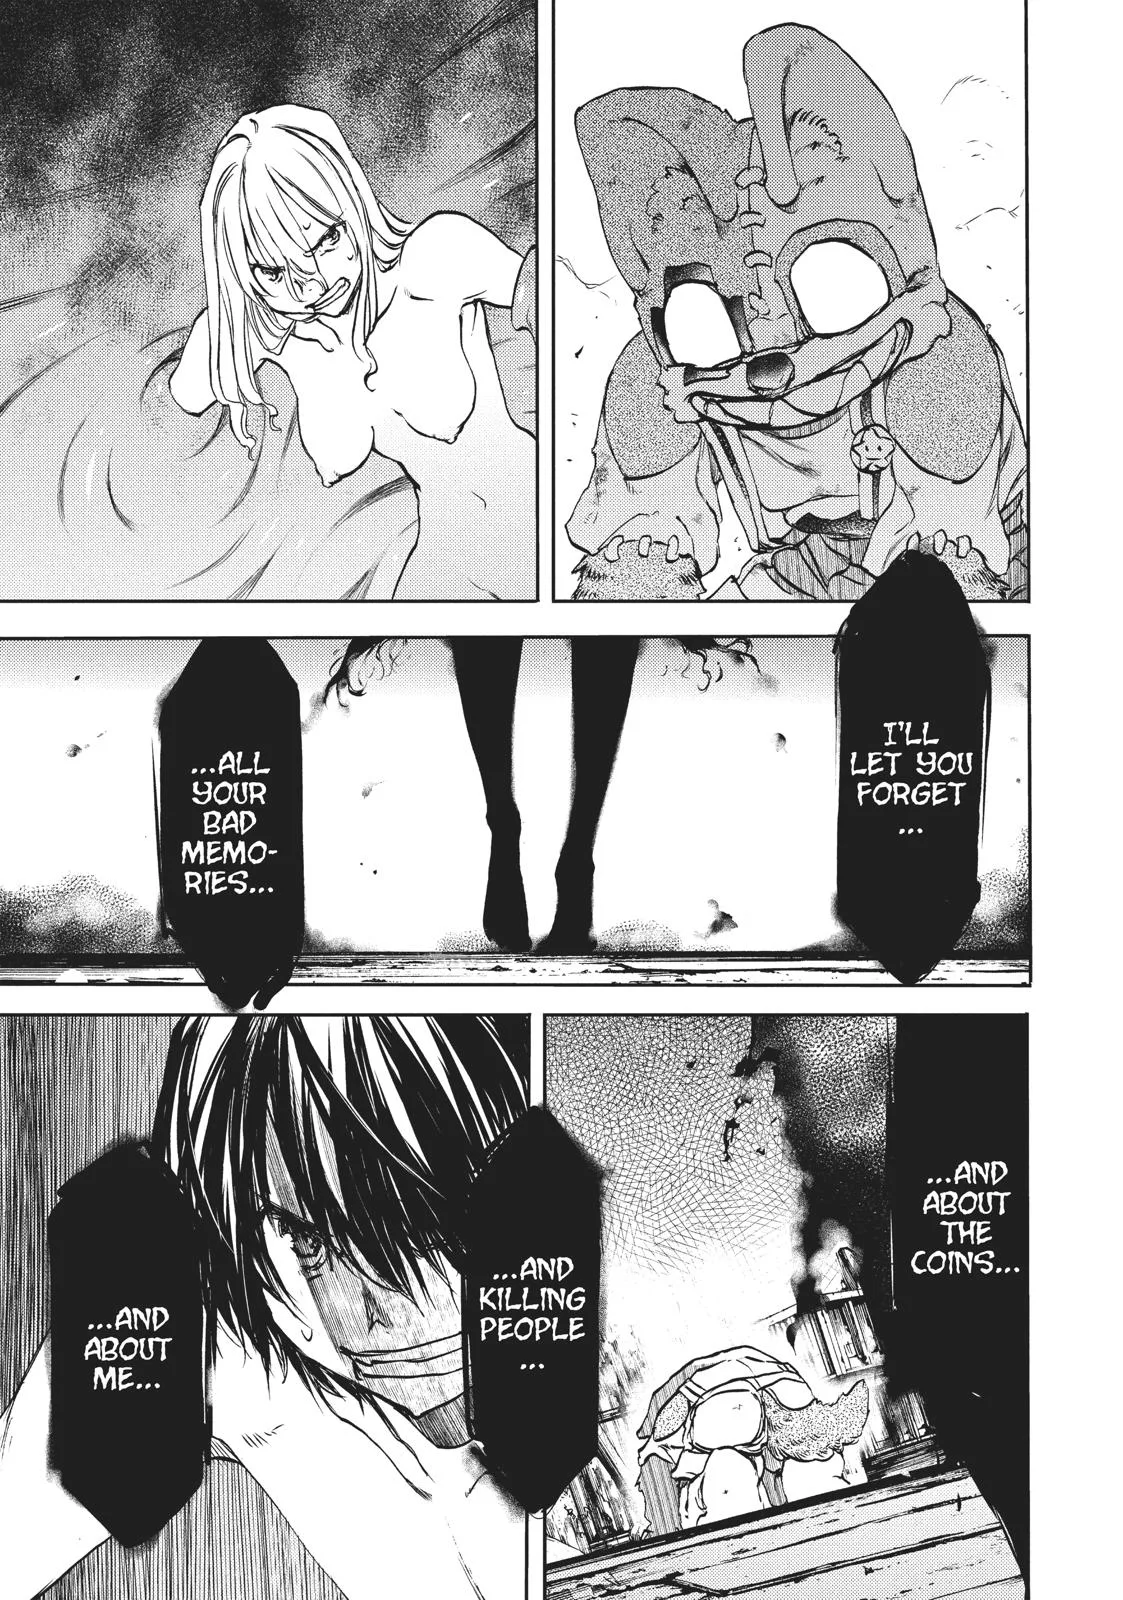 I'LL
LET YOU
FORGET
...
...ALL
YOUR
BAD
MEMO-
RIES...
...AND
ABOUT
THE
COINS...
...AND
KILLING
PEOPLE
...
...AND
ABOUT
ME...